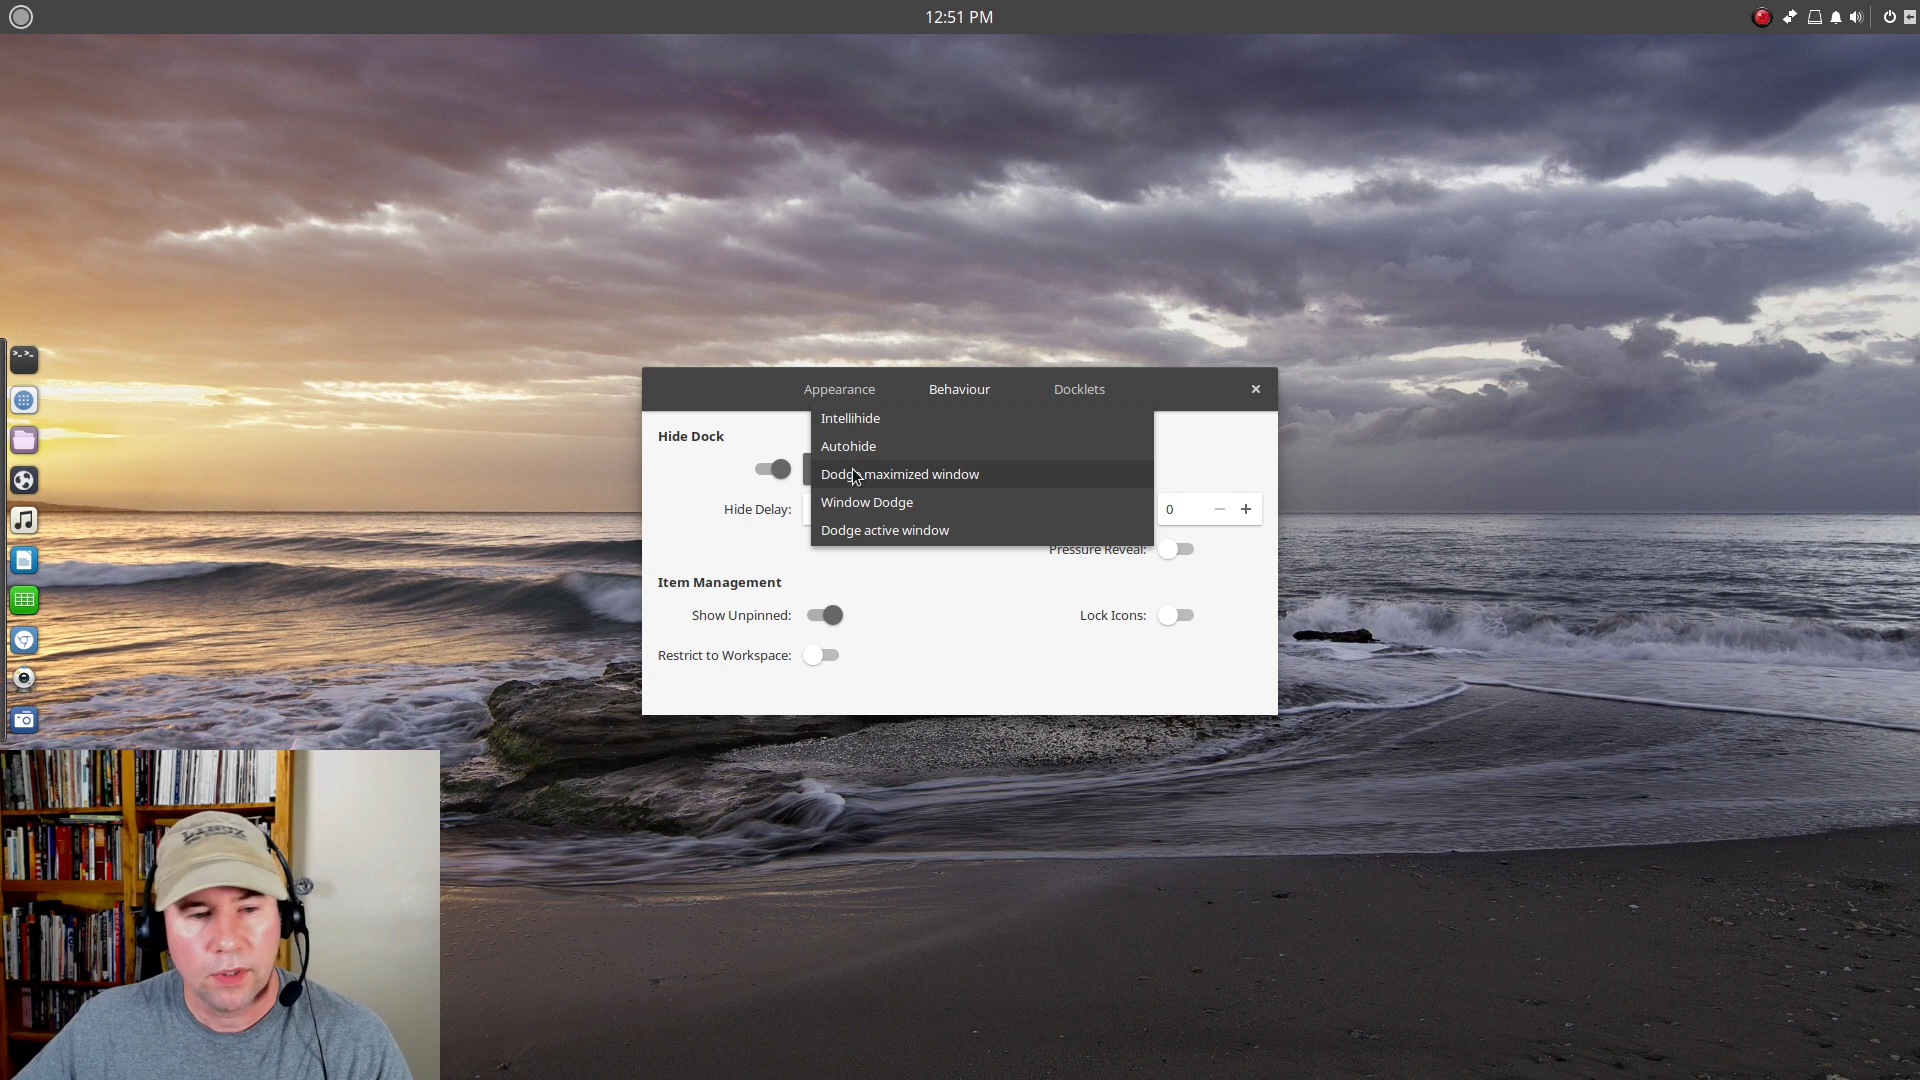 12:51 PM
Appearance Behaviour Docklets
Intellihide
Hide Dock
Autohide
Dodge maximized window
Hide Delay:
Window Dodge
0
Dodge active window
Pressure Reveal:
Item Management
Show Unpinned:
Lock Icons:
Restrict to Workspace:
LINUX